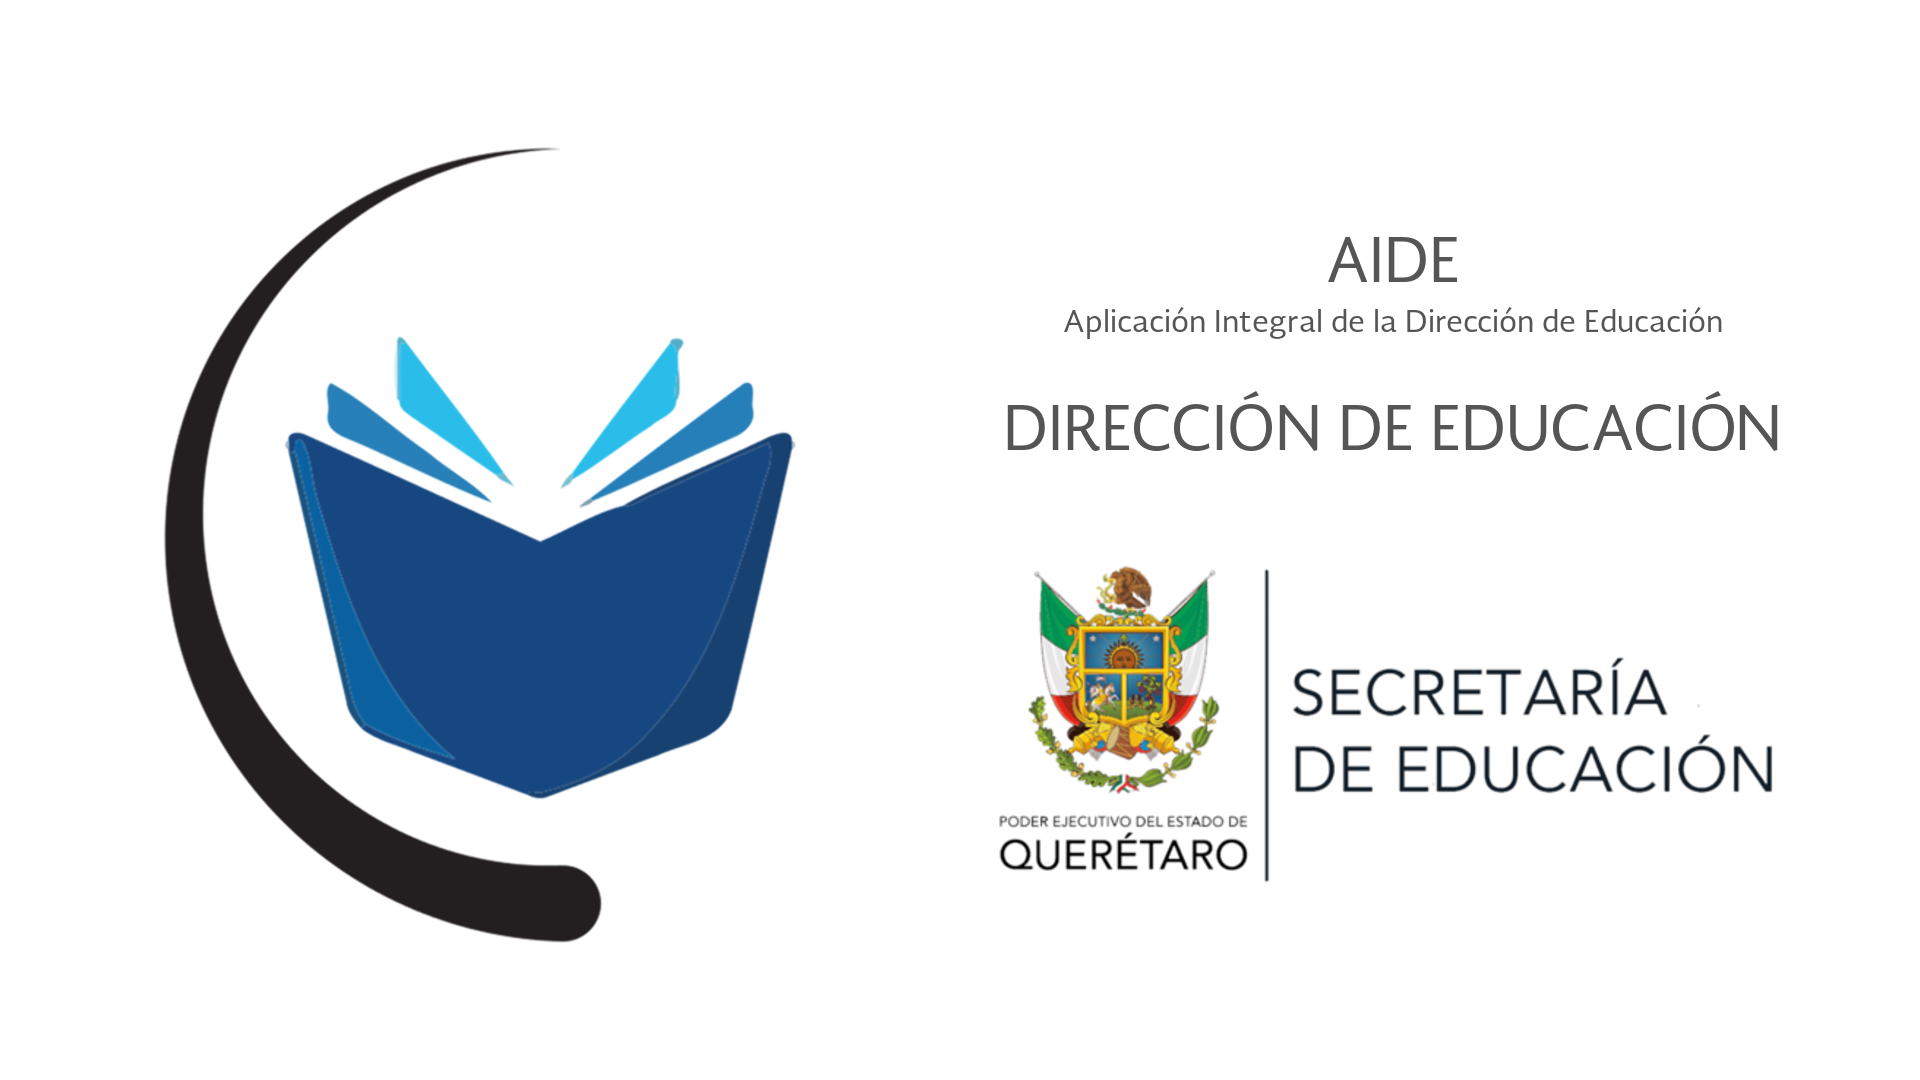 AIDE
Aplicación Integral de la Dirección de Educación
DIRECCIÓN DE EDUCACIÓN
SECRETARÍA
DE EDUCACIÓN
PODER EJECUTIVO DEL ESTADO DE
QUERÉTARO